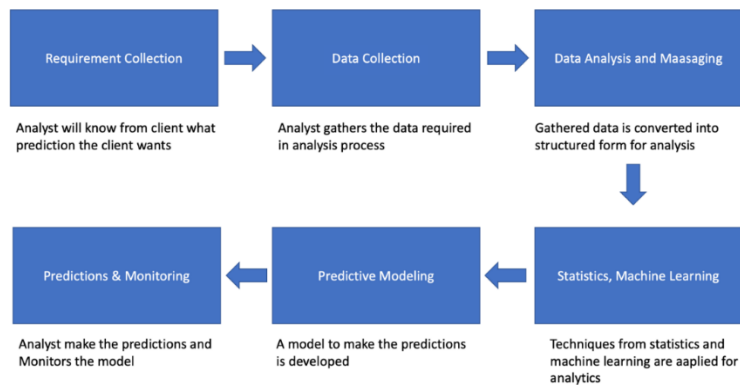 Requirement Collection
Data Collection
Data Analysis and Maasaging
Analyst will know from client what
prediction the client wants
Analyst gathers the data required
in analysis process
Gathered data is converted into
structured form for analysis
Predictions & Monitoring
Predictive Modeling
Statistics, Machine Learning
Analyst make the predictions and
Monitors the model
A model to make the predictions
is developed
Techniques from statistics and
machine learning are aaplied for
analytics